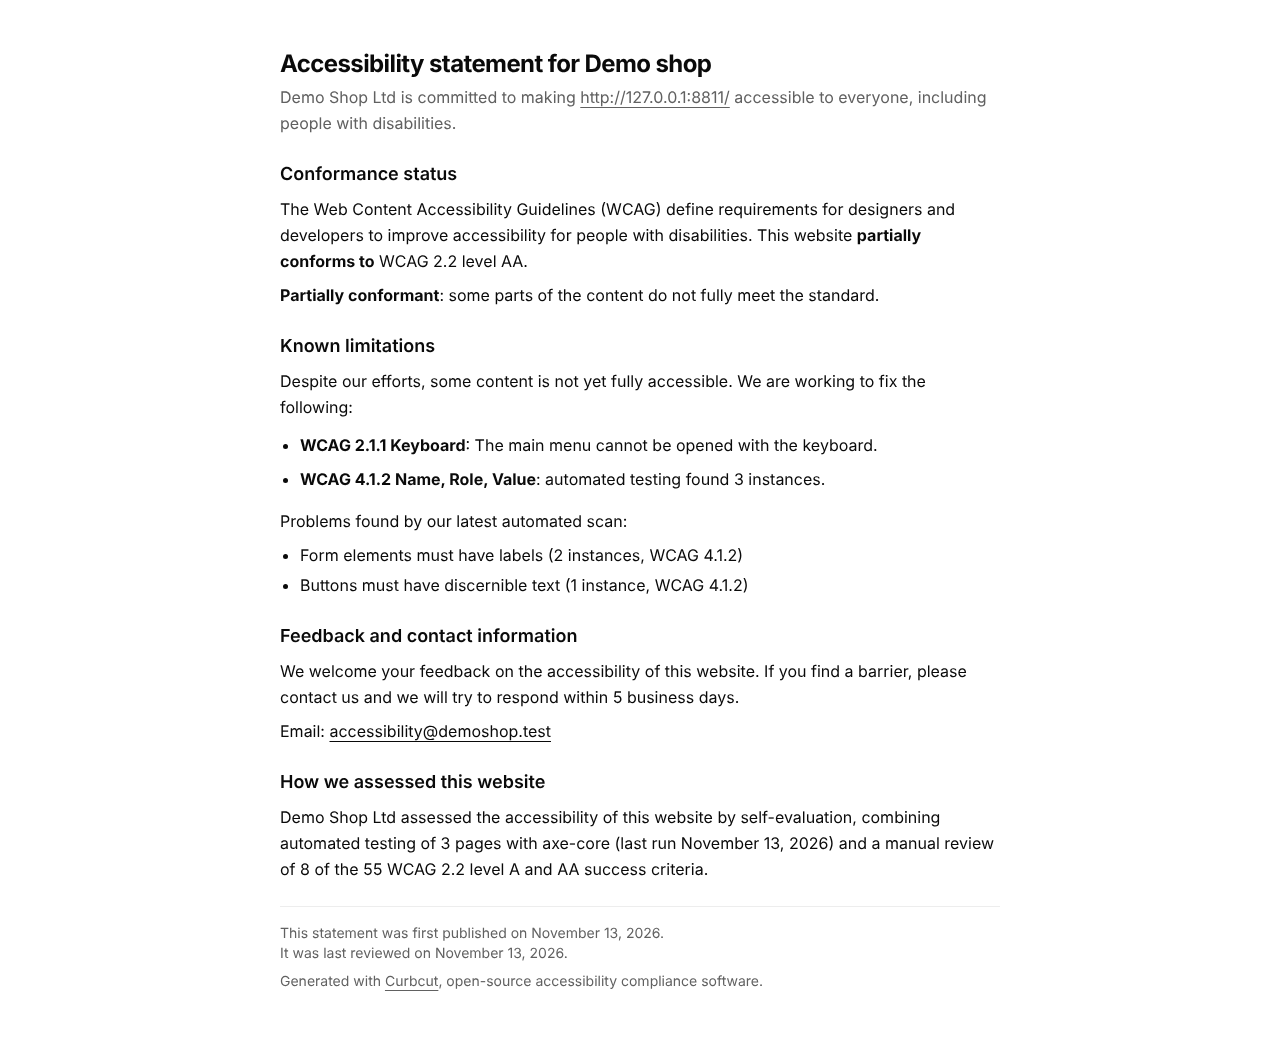 Accessibility statement for Demo shop
Demo Shop Ltd is committed to making http://127.0.0.1:8811/ accessible to everyone, including
people with disabilities.
Conformance status
The Web Content Accessibility Guidelines (WCAG) define requirements for designers and
developers to improve accessibility for people with disabilities. This website partially
conforms to WCAG 2.2 level AA.
Partially conformant: some parts of the content do not fully meet the standard.
Known limitations
Despite our efforts, some content is not yet fully accessible. We are working to fix the
following:
• WCAG 2.1.1 Keyboard: The main menu cannot be opened with the keyboard.
• WCAG 4.1.2 Name, Role, Value: automated testing found 3 instances.
Problems found by our latest automated scan:
• Form elements must have labels (2 instances, WCAG 4.1.2)
• Buttons must have discernible text (1 instance, WCAG 4.1.2)
Feedback and contact information
We welcome your feedback on the accessibility of this website. If you find a barrier, please
contact us and we will try to respond within 5 business days.
Email: accessibility@demoshop.test
How we assessed this website
Demo Shop Ltd assessed the accessibility of this website by self-evaluation, combining
automated testing of 3 pages with axe-core (last run November 13, 2026) and a manual review
of 8 of the 55 WCAG 2.2 level A and AA success criteria.
This statement was first published on November 13, 2026.
It was last reviewed on November 13, 2026.
Generated with Curbcut, open-source accessibility compliance software.